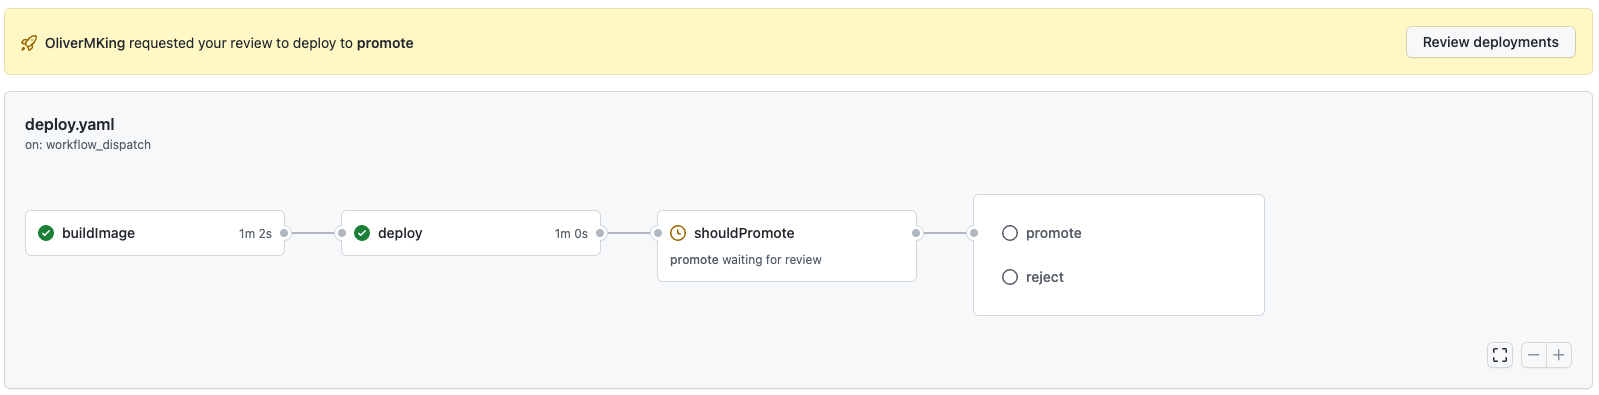 OliverMKing requested your review to deploy to promote
Review deployments
deploy.yaml
on: workflow_dispatch
buildImage 1m 2s
deploy 1m 0s
shouldPromote
promote waiting for review
promote
reject